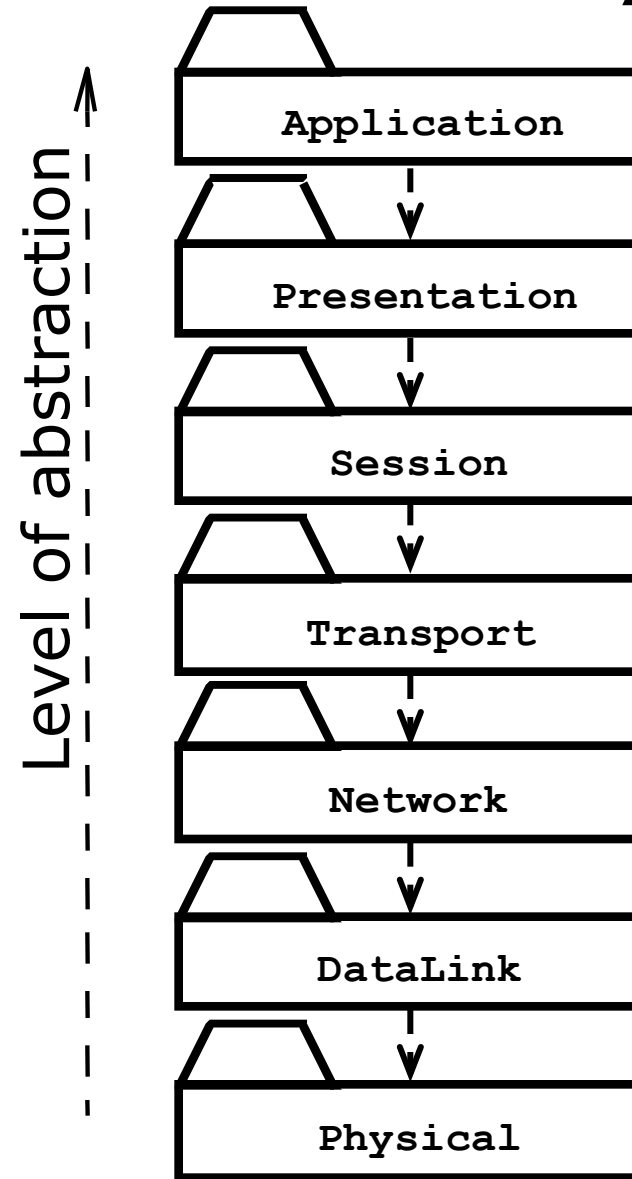 Level of abstraction
Application
Presentation
Session
Transport
Network
DataLink
Physical